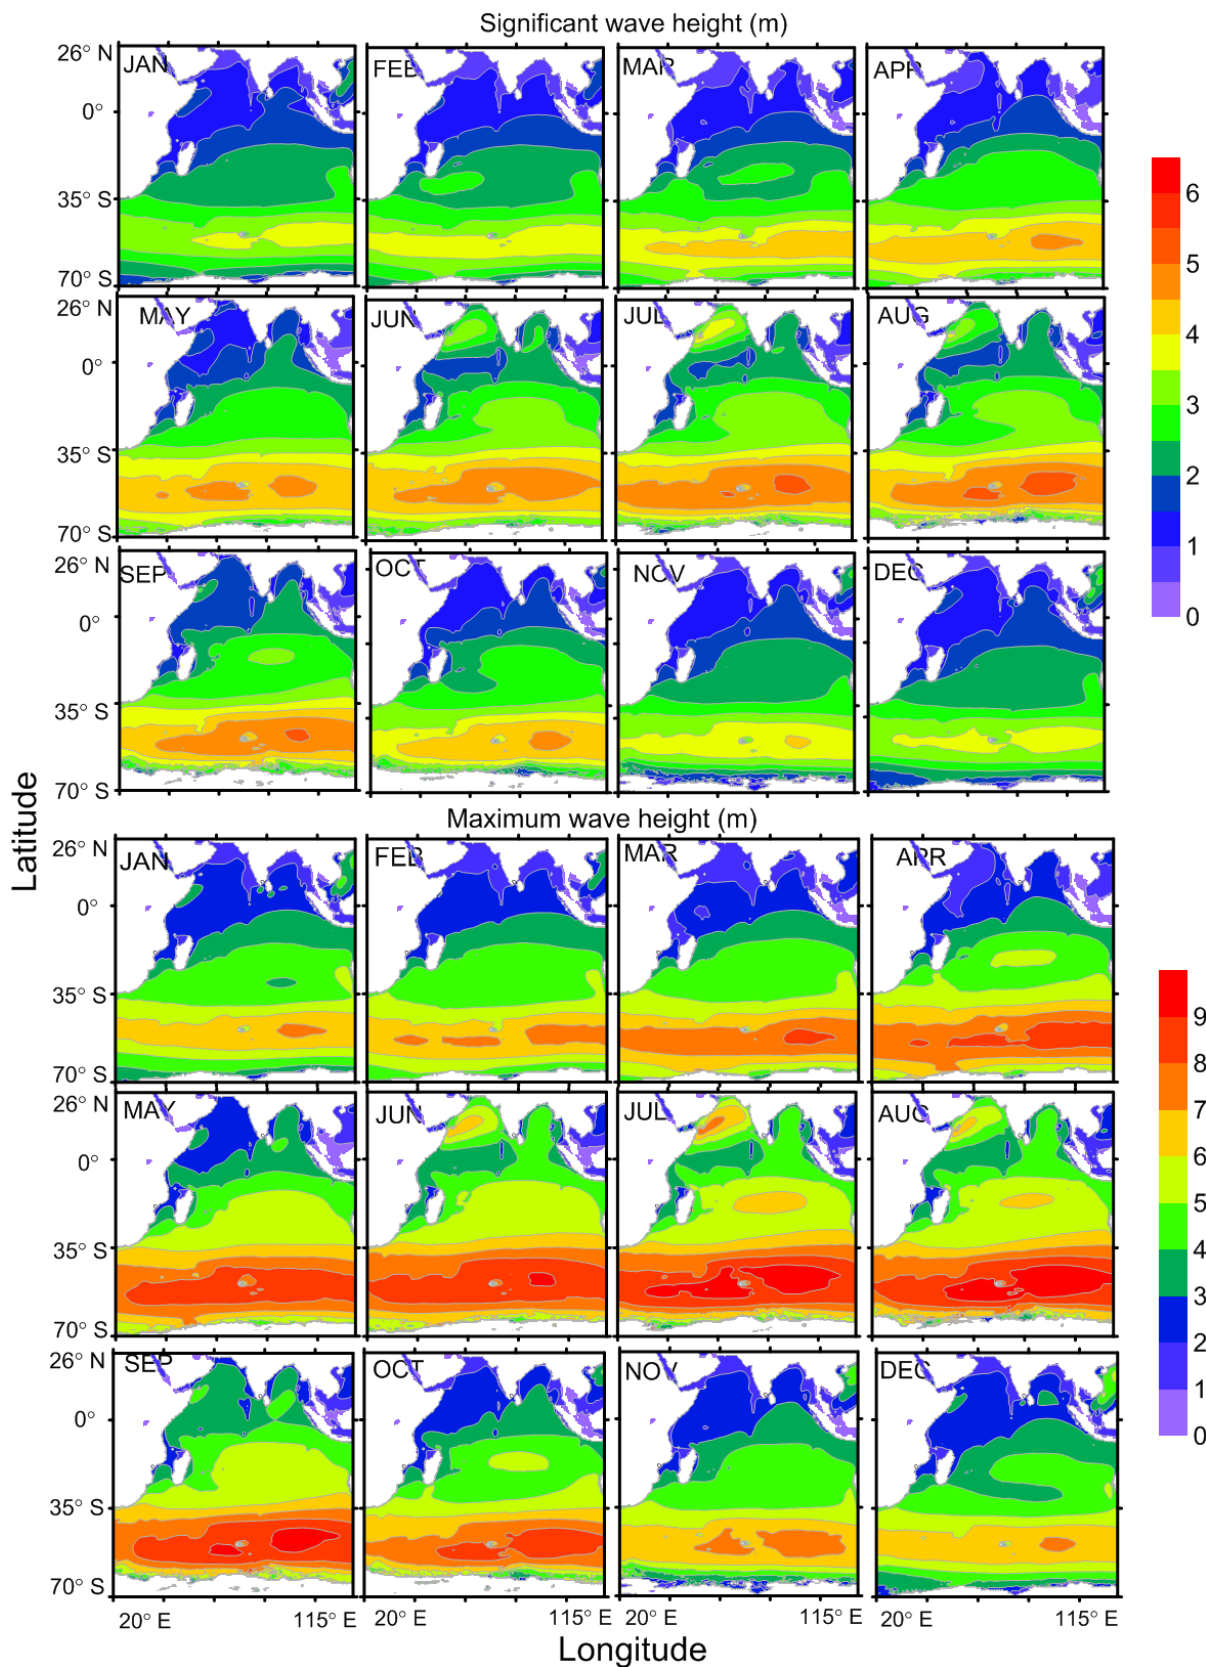 Significant wave height (m)
26° N
JAN
FEB
MAR
APR
0°
35° S
70° S
26° N
MAY
JUN
JUL
AUG
0°
35° S
70° S
26° N
SEP
OCT
NOV
DEC
0°
35° S
70° S
6
5
4
3
2
1
0
Latitude
Maximum wave height (m)
26° N
JAN
FEB
MAR
APR
0°
35° S
70° S
26° N
MAY
JUN
JUL
AUG
0°
35° S
70° S
26° N
SEP
OCT
NOV
DEC
0°
35° S
70° S
9
8
7
6
5
4
3
2
1
0
20° E 115° E 20° E 115° E
Longitude